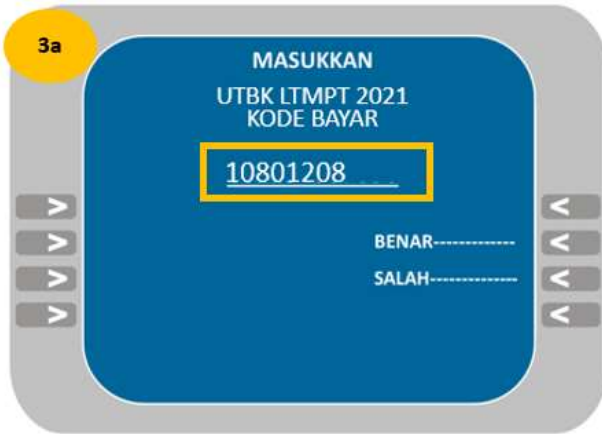 3a
MASUKKAN
UTBK LTMPT 2021
KODE BAYAR
10801208
BENAR-------------
SALAH--------------